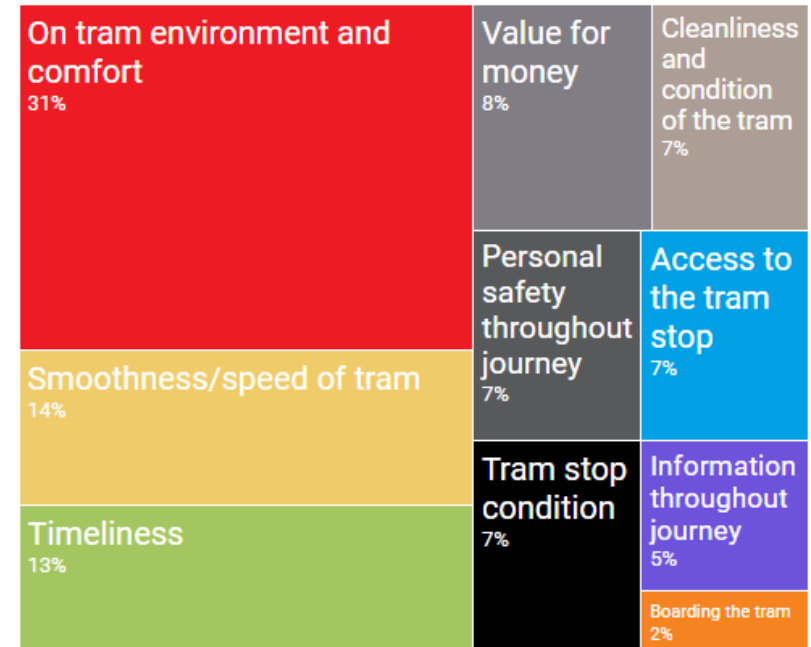 On tram environment and
comfort
31%
Smoothness/speed of tram
14%
Timeliness
13%
Value for
money
8%
Cleanliness
and
condition
of the tram
7%
Personal
safety
throughout
journey
7%
Access to
the tram
stop
7%
Tram stop
condition
7%
Information
throughout
journey
5%
Boarding the tram
2%